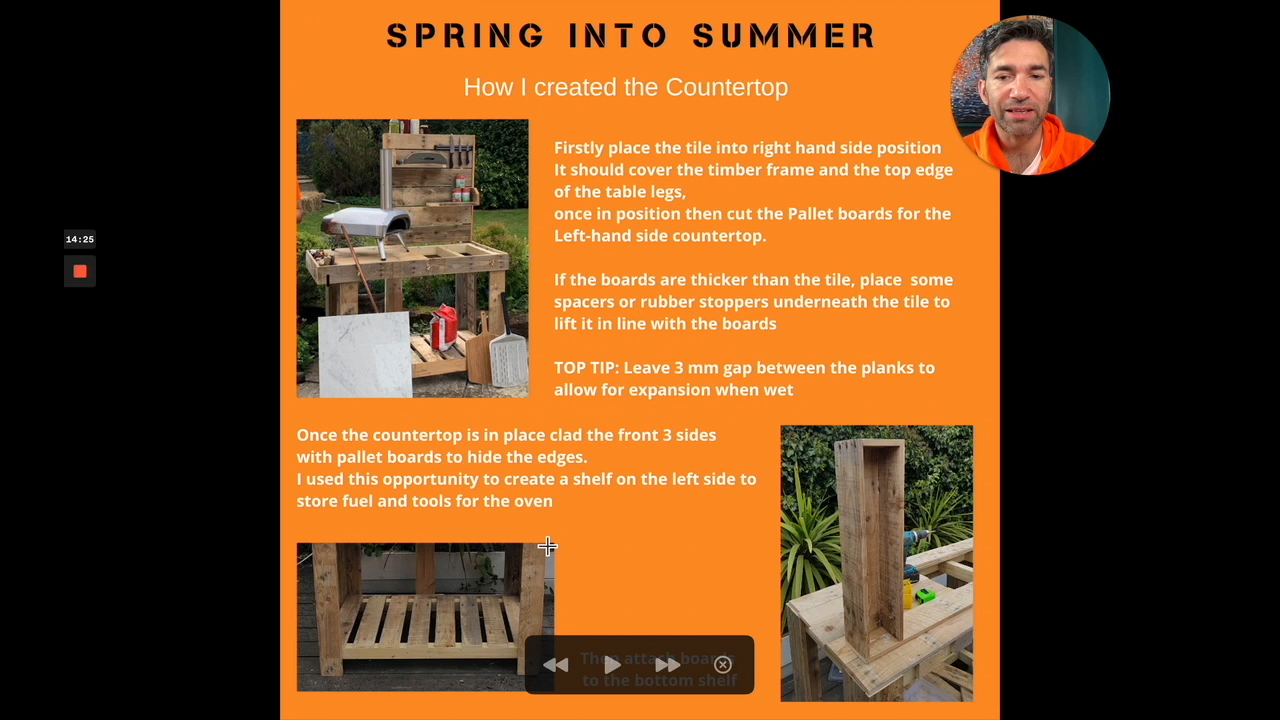 SPRING INTO SUMMER
How I created the Countertop
Firstly place the tile into right hand side position
It should cover the timber frame and the top edge
of the table legs,
once in position then cut the Pallet boards for the
Left-hand side countertop.
If the boards are thicker than the tile, place  some
spacers or rubber stoppers underneath the tile to
lift it in line with the boards
TOP TIP: Leave 3 mm gap between the planks to
allow for expansion when wet
14:25
Once the countertop is in place clad the front 3 sides
with pallet boards to hide the edges.
I used this opportunity to create a shelf on the left side to
store fuel and tools for the oven
Then attach boards
to the bottom shelf